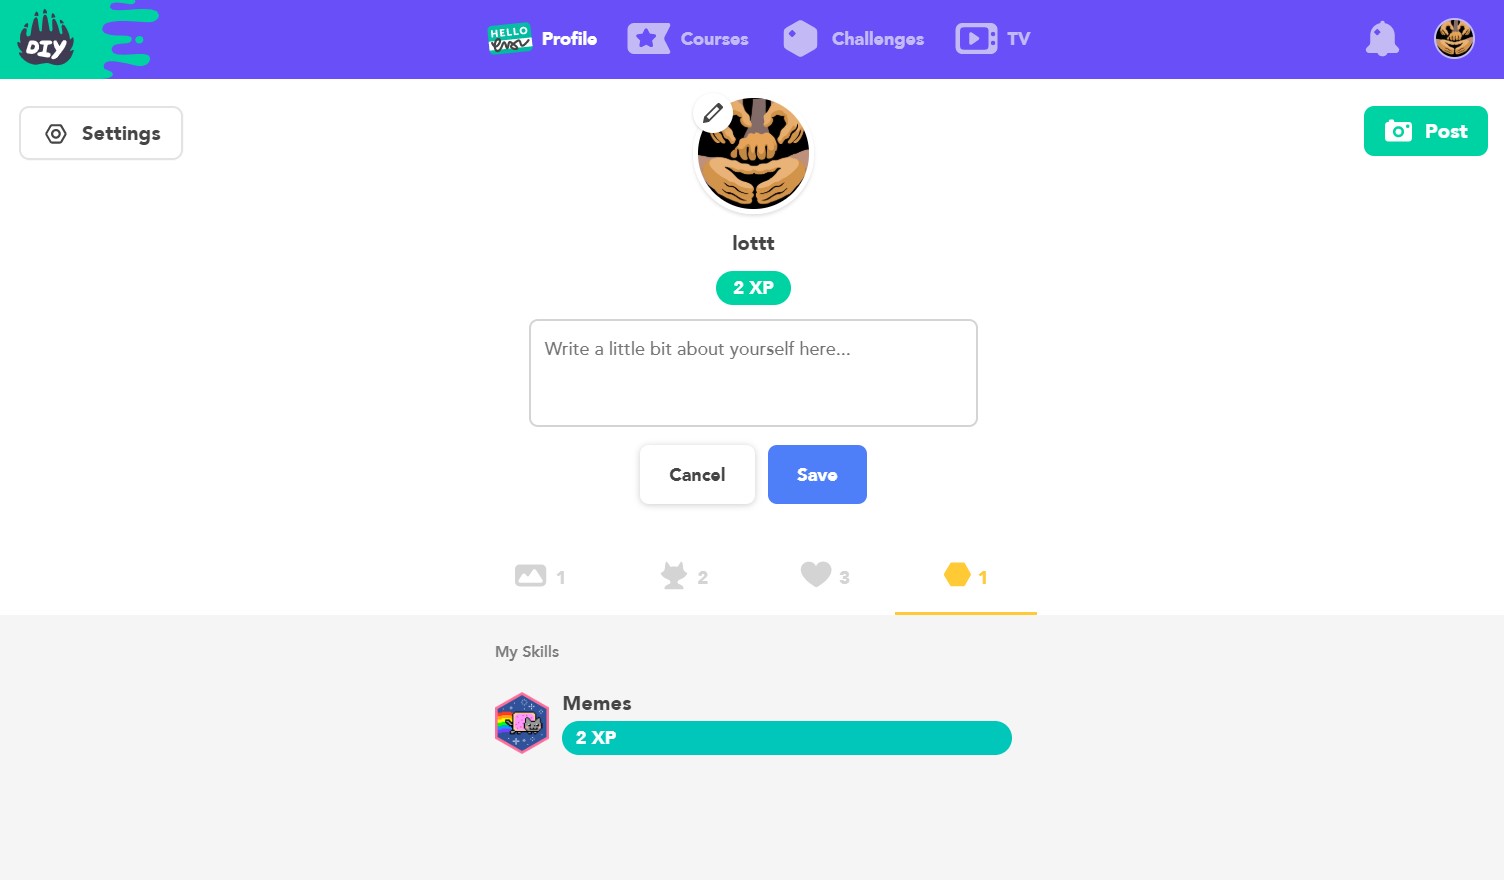 DIY
HELLO
Profile
Courses
Challenges
TV
Settings
Post
lottt
2 XP
Write a little bit about yourself here...
Cancel
Save
1
2
3
1
My Skills
Memes
2 XP